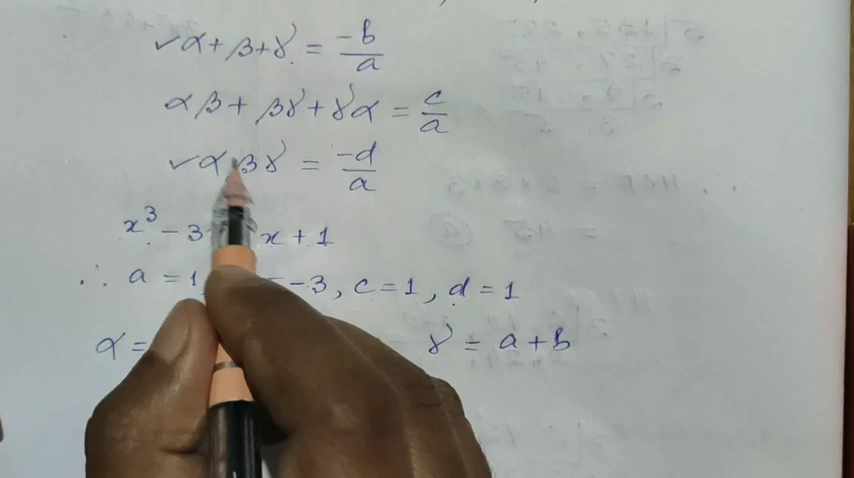 ✓ α + β + γ = -b/a
αβ + βγ + γα = c/a
✓ αβγ = -d/a
x³ - 3 x + 1
∴ a = 1 = -3, c = 1, d = 1
α = γ = a + b